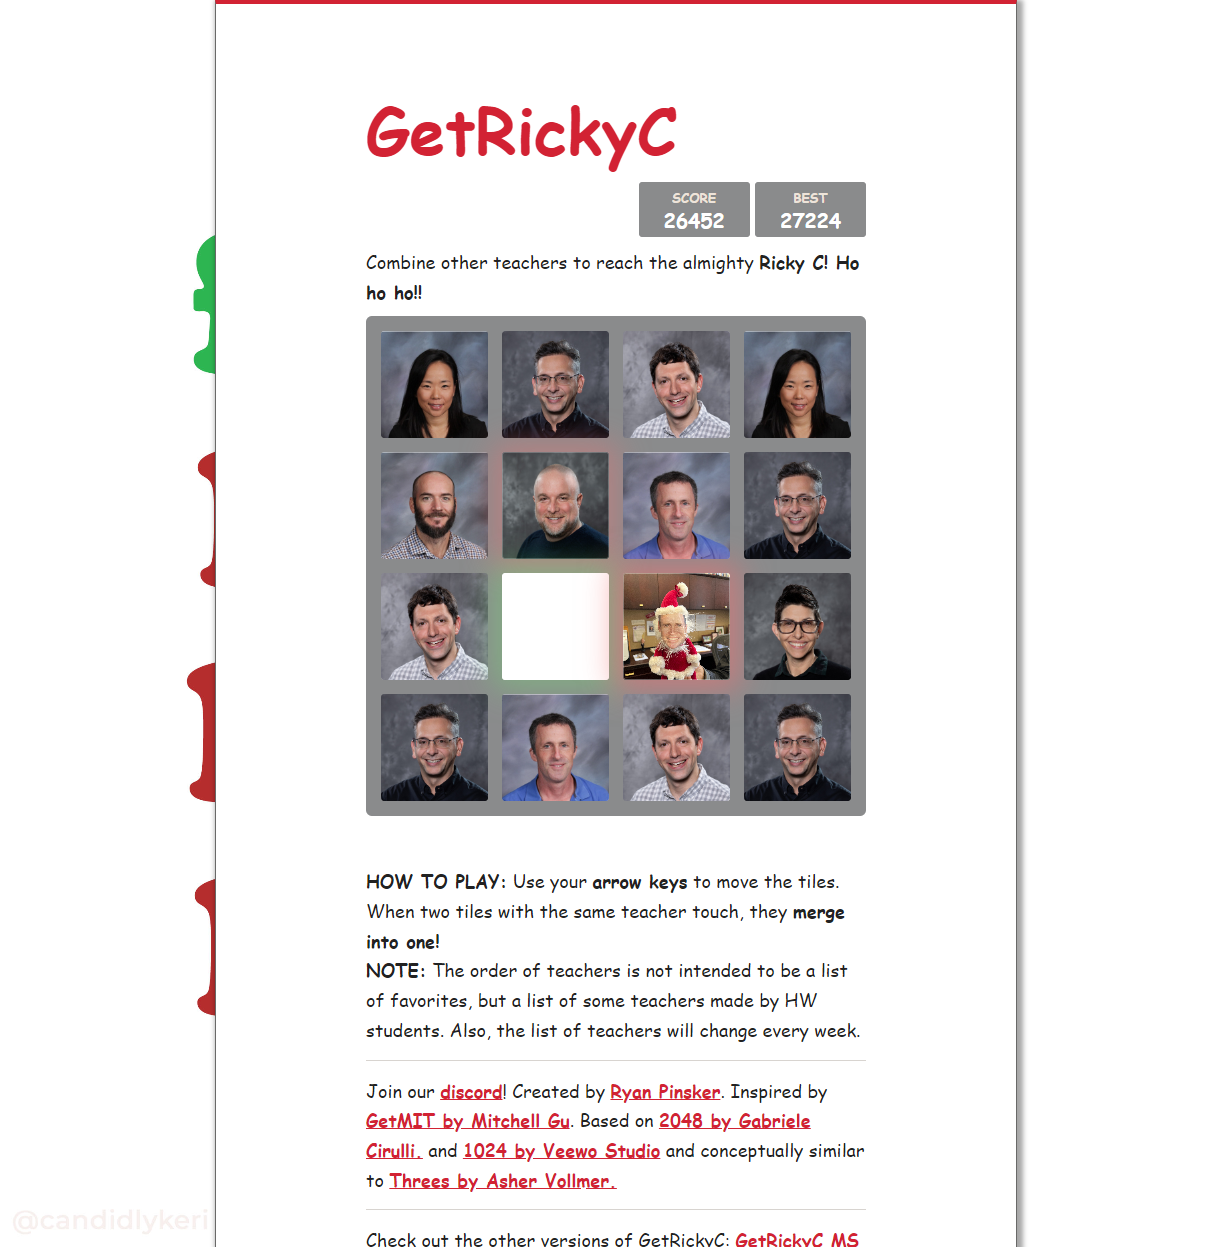 GetRickyC
SCORE BEST
26452 27224
Combine other teachers to reach the almighty Ricky C! Ho
ho ho!!
HOW TO PLAY: Use your arrow keys to move the tiles.
When two tiles with the same teacher touch, they merge
into one!
NOTE: The order of teachers is not intended to be a list
of favorites, but a list of some teachers made by HW
students. Also, the list of teachers will change every week.
Join our discord! Created by Ryan Pinsker. Inspired by
GetMIT by Mitchell Gu. Based on 2048 by Gabriele
Cirulli. and 1024 by Veewo Studio and conceptually similar
to Threes by Asher Vollmer.
@candidlykeri
Check out the other versions of GetRickyC: GetRickyC MS